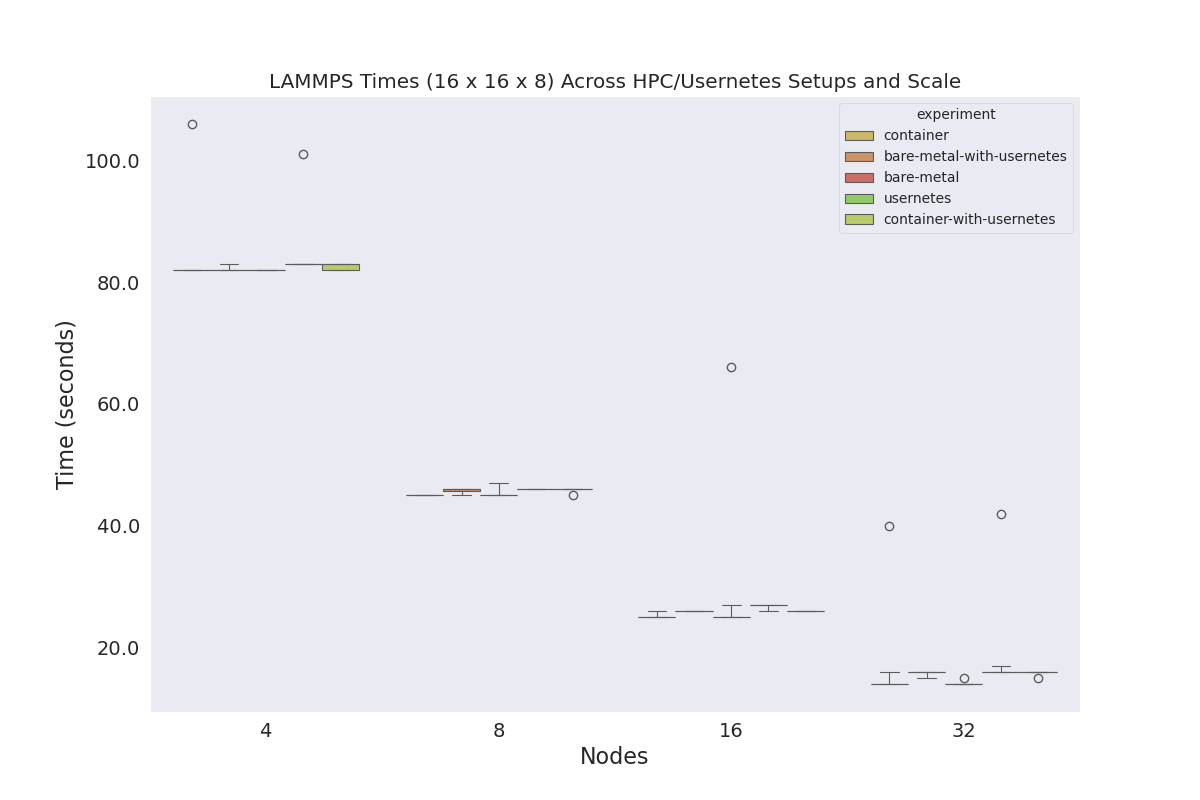 LAMMPS Times (16 x 16 x 8) Across HPC/Usernetes Setups and Scale
experiment
container
bare-metal-with-usernetes
bare-metal
usernetes
container-with-usernetes
Time (seconds)
100.0
80.0
60.0
40.0
20.0
4 8 16 32
Nodes